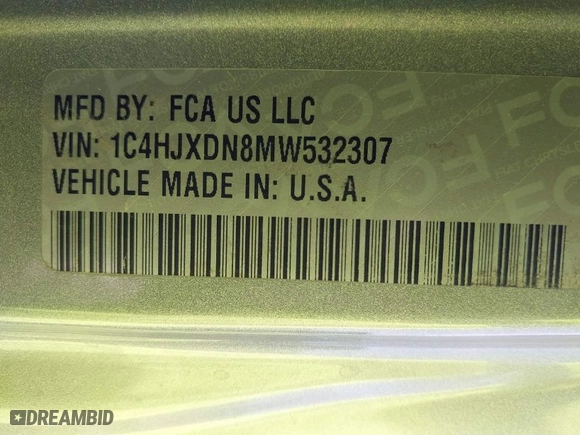 MFD BY: FCA US LLC
VIN: 1C4HJXDN8MW532307
VEHICLE MADE IN: U.S.A.
DREAMBID